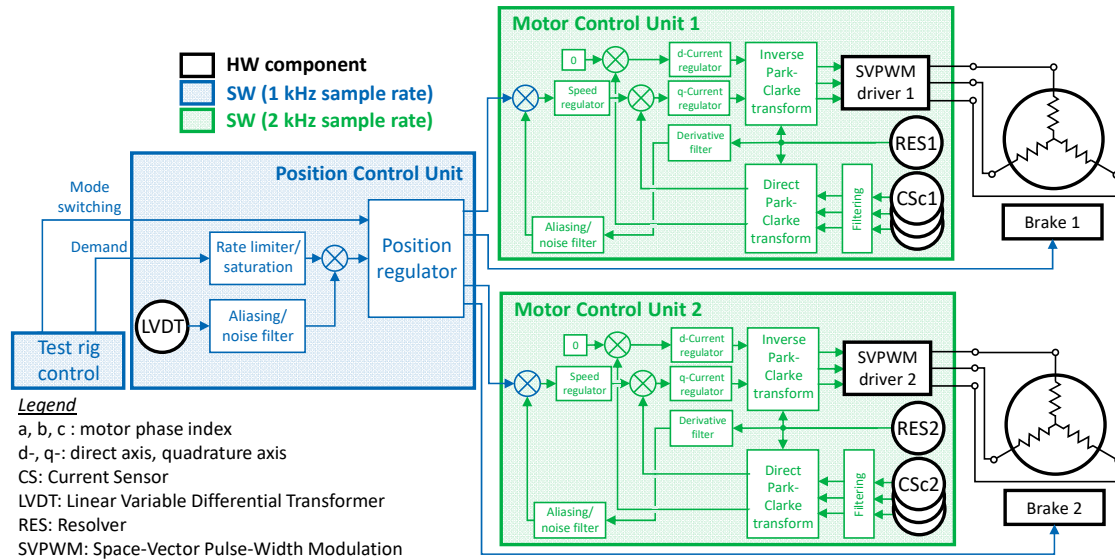 HW component
SW (1 kHz sample rate)
SW (2 kHz sample rate)
Position Control Unit
Mode
switching
Demand
Rate limiter/
saturation
Position
regulator
LVDT
Aliasing/
noise filter
Test rig
control
Motor Control Unit 1
0
d-Current
regulator
Inverse
Park-
Clarke
transform
SVPWM
driver 1
Speed
regulator
q-Current
regulator
Derivative
filter
RES1
Direct
Park-
Clarke
transform
Filtering
CSc1
Aliasing/
noise filter
Brake 1
Motor Control Unit 2
0
d-Current
regulator
Inverse
Park-
Clarke
transform
SVPWM
driver 2
Speed
regulator
q-Current
regulator
Derivative
filter
RES2
Direct
Park-
Clarke
transform
Filtering
CSc2
Aliasing/
noise filter
Brake 2
Legend
a, b, c : motor phase index
d-, q-: direct axis, quadrature axis
CS: Current Sensor
LVDT: Linear Variable Differential Transformer
RES: Resolver
SVPWM: Space-Vector Pulse-Width Modulation